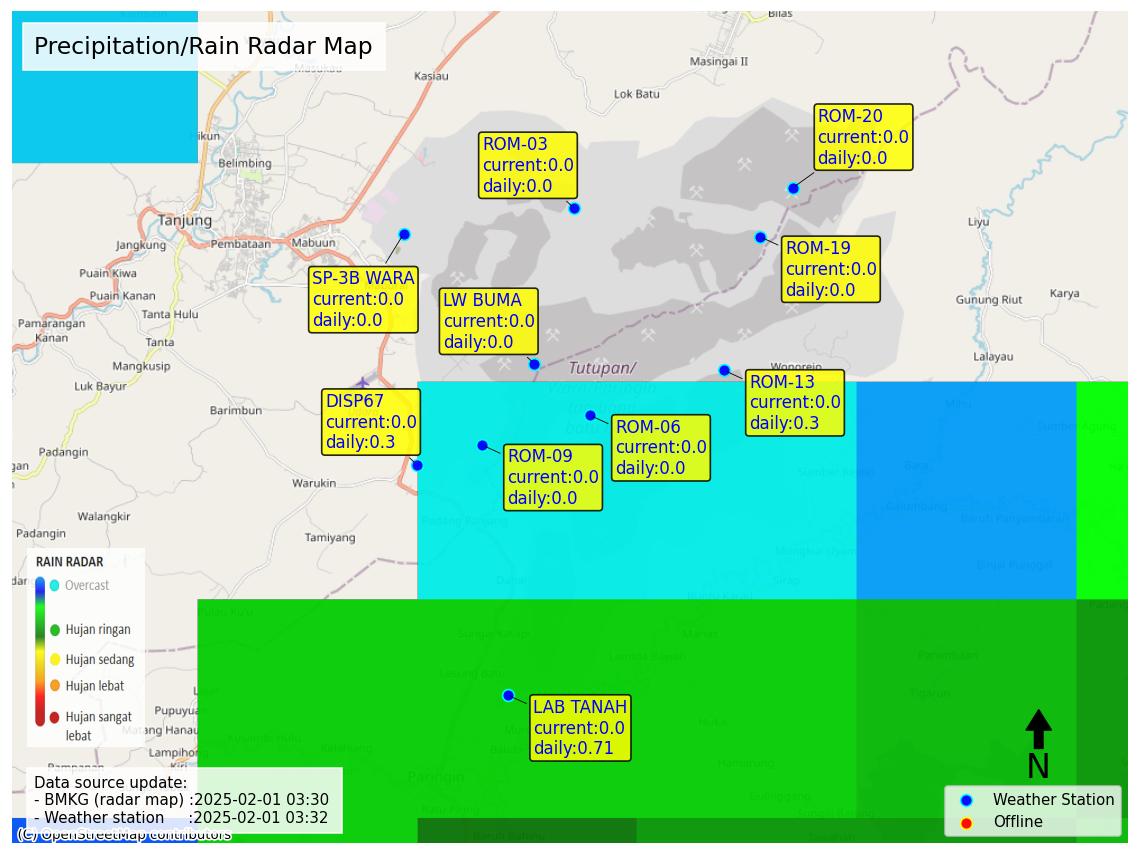 Precipitation/Rain Radar Map
Bilas
Masingai II
Kasiau
Lok Batu
Hikun
Belimbing
Tanjung
Jangkung
Pembataan
Mabuun
Puain Kiwa
Puain Kanan
Tanta Hulu
Pamarangan
Kanan
Tanta
Mangkusip
Luk Bayur
Barimbun
Padangin
Warukin
Walangkir
Padangin
Tamiyang
ROM-03
current:0.0
daily:0.0
ROM-20
current:0.0
daily:0.0
SP-3B WARA
current:0.0
daily:0.0
LW BUMA
current:0.0
daily:0.0
ROM-19
current:0.0
daily:0.0
Liyu
Gunung Riut
Karya
Lalayau
Wonorejo
Tutupan/
DISP67
current:0.0
daily:0.3
ROM-13
current:0.0
daily:0.3
ROM-06
current:0.0
daily:0.0
ROM-09
current:0.0
daily:0.0
RAIN RADAR
Overcast
Hujan ringan
Hujan sedang
Hujan lebat
Hujan sangat
lebat
Puyuyu
Matang Hanau
Lampihong
Kiri
Paringin
LAB TANAH
current:0.0
daily:0.71
N
Data source update:
- BMKG (radar map) :2025-02-01 03:30
- Weather station :2025-02-01 03:32
(C) OpenStreetMap contributors
Weather Station
Offline